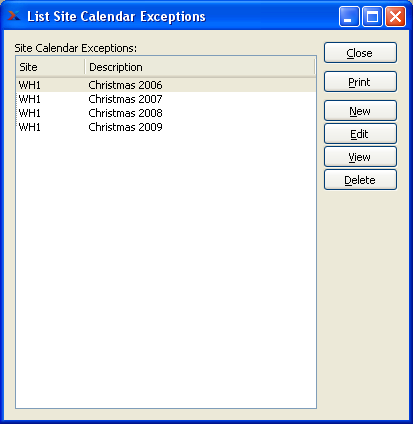 List Site Calendar Exceptions
Site Calendar Exceptions:
Site Description
WH1 Christmas 2006
WH1 Christmas 2007
WH1 Christmas 2008
WH1 Christmas 2009
Close
Print
New
Edit
View
Delete